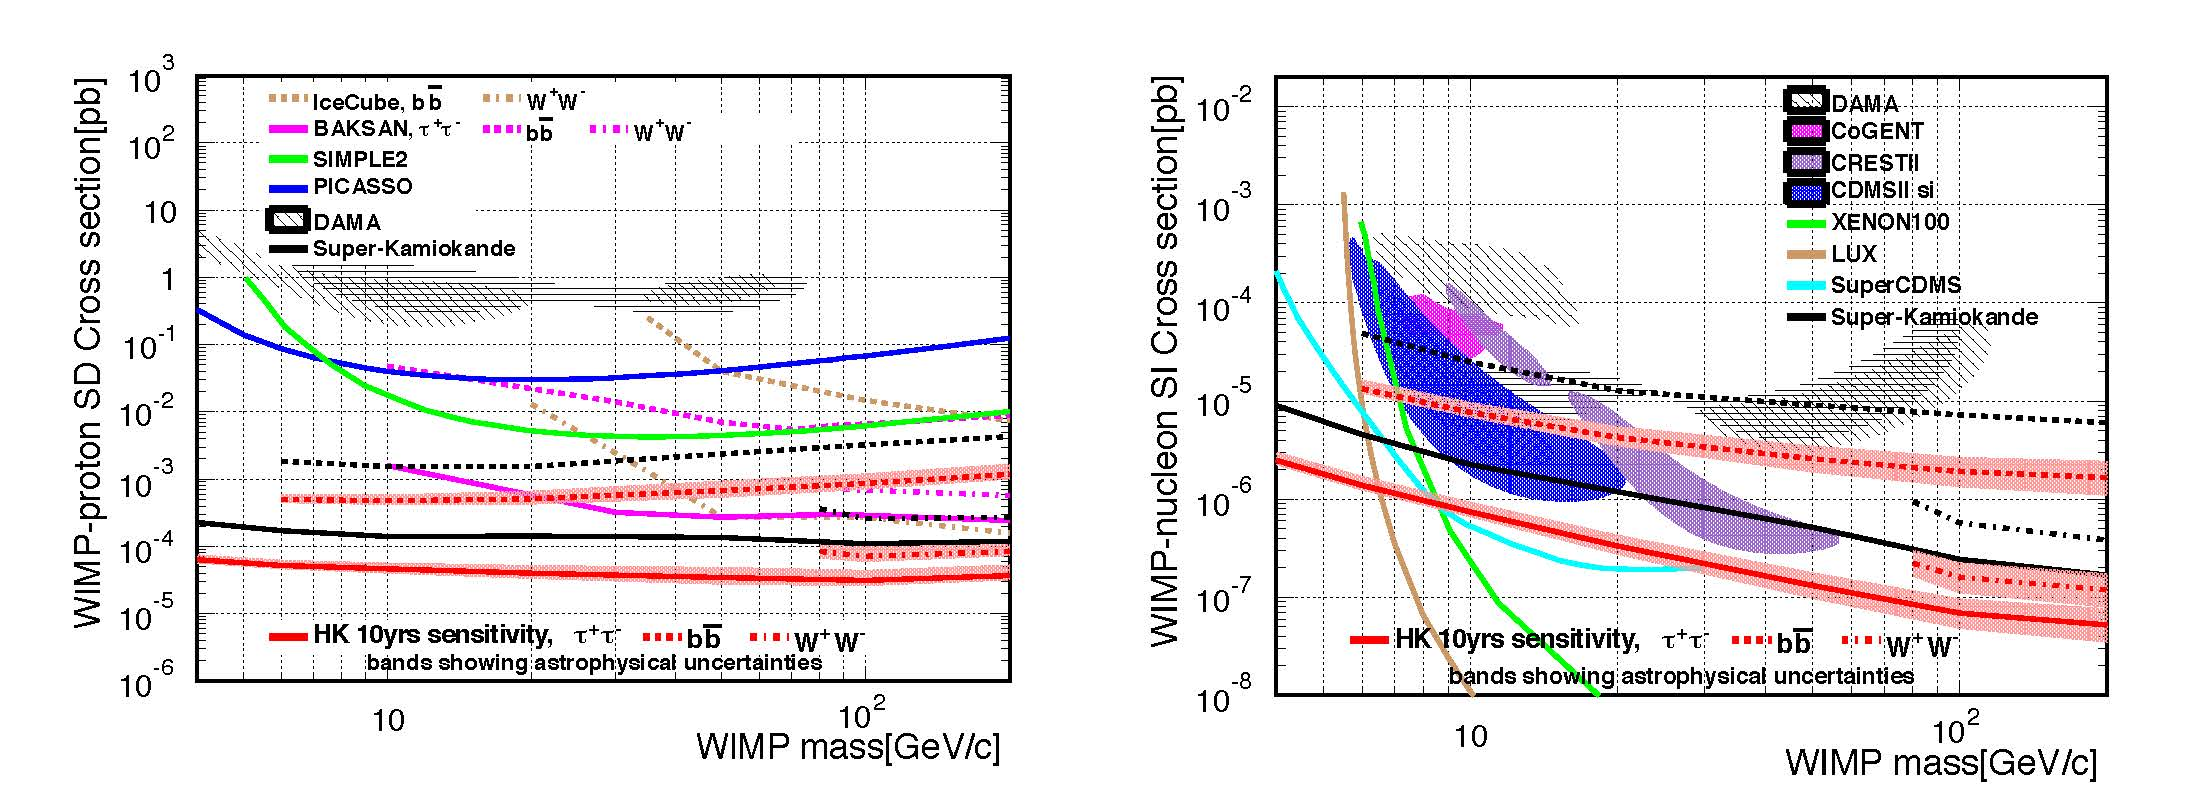 WIMP-proton SD Cross section[pb]
10^3
10^2
10
1
10^-1
10^-2
10^-3
10^-4
10^-5
10^-6
IceCube, b b̅ W+W-
BAKSAN, τ+τ- bb̅ W+W-
SIMPLE2
PICASSO
DAMA
Super-Kamiokande
HK 10yrs sensitivity, τ+τ- bb̅ W+W-
bands showing astrophysical uncertainties
10 10^2
WIMP mass[GeV/c]
WIMP-nucleon SI Cross section[pb]
10^-2
10^-3
10^-4
10^-5
10^-6
10^-7
10^-8
DAMA
CoGENT
CRESTII
CDMSII si
XENON100
LUX
SuperCDMS
Super-Kamiokande
HK 10yrs sensitivity, τ+τ- bb̅ W+W-
bands showing astrophysical uncertainties
10 10^2
WIMP mass[GeV/c]